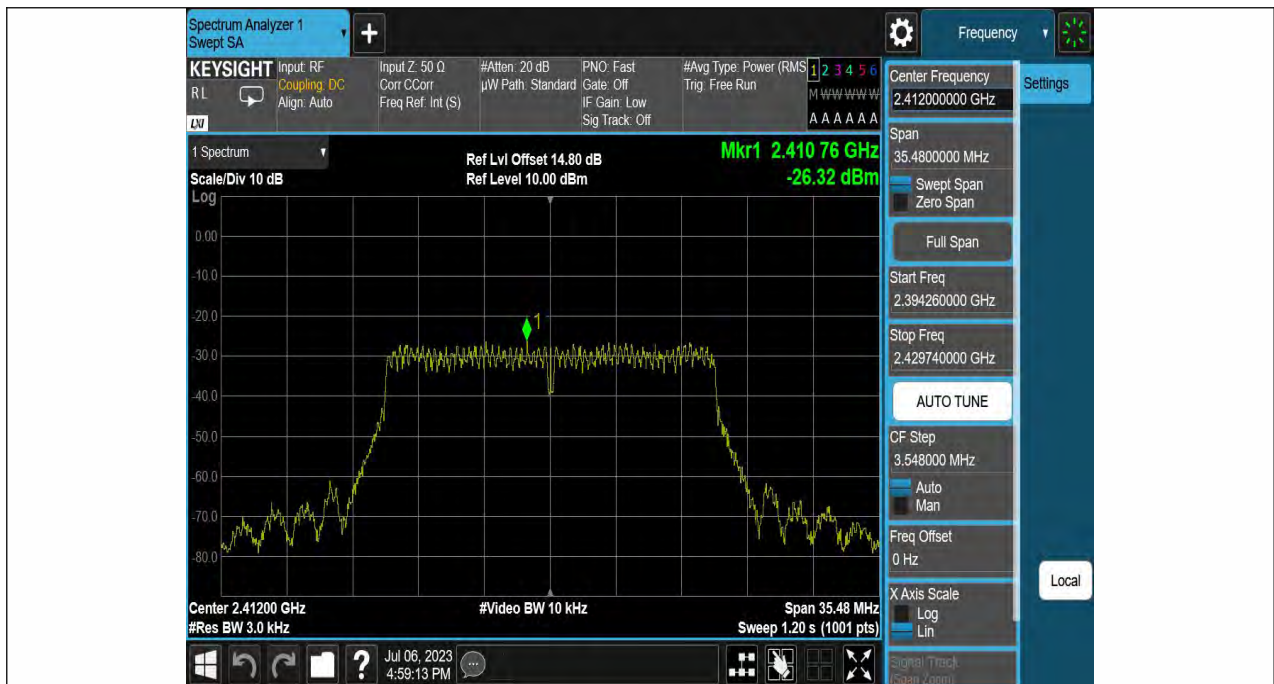 Spectrum Analyzer 1
Swept SA
+
Frequency
KEYSIGHT
RL
LXI
Input: RF
Coupling: DC
Align: Auto
Input Z: 50 Ω
Corr CCorr
Freq Ref: Int (S)
#Atten: 20 dB
µW Path: Standard
PNO: Fast
Gate: Off
IF Gain: Low
Sig Track: Off
#Avg Type: Power (RMS
Trig: Free Run
1 2 3 4 5 6
M W W W W W
A A A A A A
1 Spectrum
Scale/Div 10 dB
Log
Ref Lvl Offset 14.80 dB
Ref Level 10.00 dBm
Mkr1 2.410 76 GHz
-26.32 dBm
0.00
-10.0
-20.0
-30.0
-40.0
-50.0
-60.0
-70.0
-80.0
1
Center 2.41200 GHz
#Res BW 3.0 kHz
#Video BW 10 kHz
Span 35.48 MHz
Sweep 1.20 s (1001 pts)
Center Frequency
2.412000000 GHz
Settings
Span
35.4800000 MHz
Swept Span
Zero Span
Full Span
Start Freq
2.394260000 GHz
Stop Freq
2.429740000 GHz
AUTO TUNE
CF Step
3.548000 MHz
Auto
Man
Freq Offset
0 Hz
X Axis Scale
Log
Lin
Local
Signal Track
(Span Zoom)
?
Jul 06, 2023
4:59:13 PM